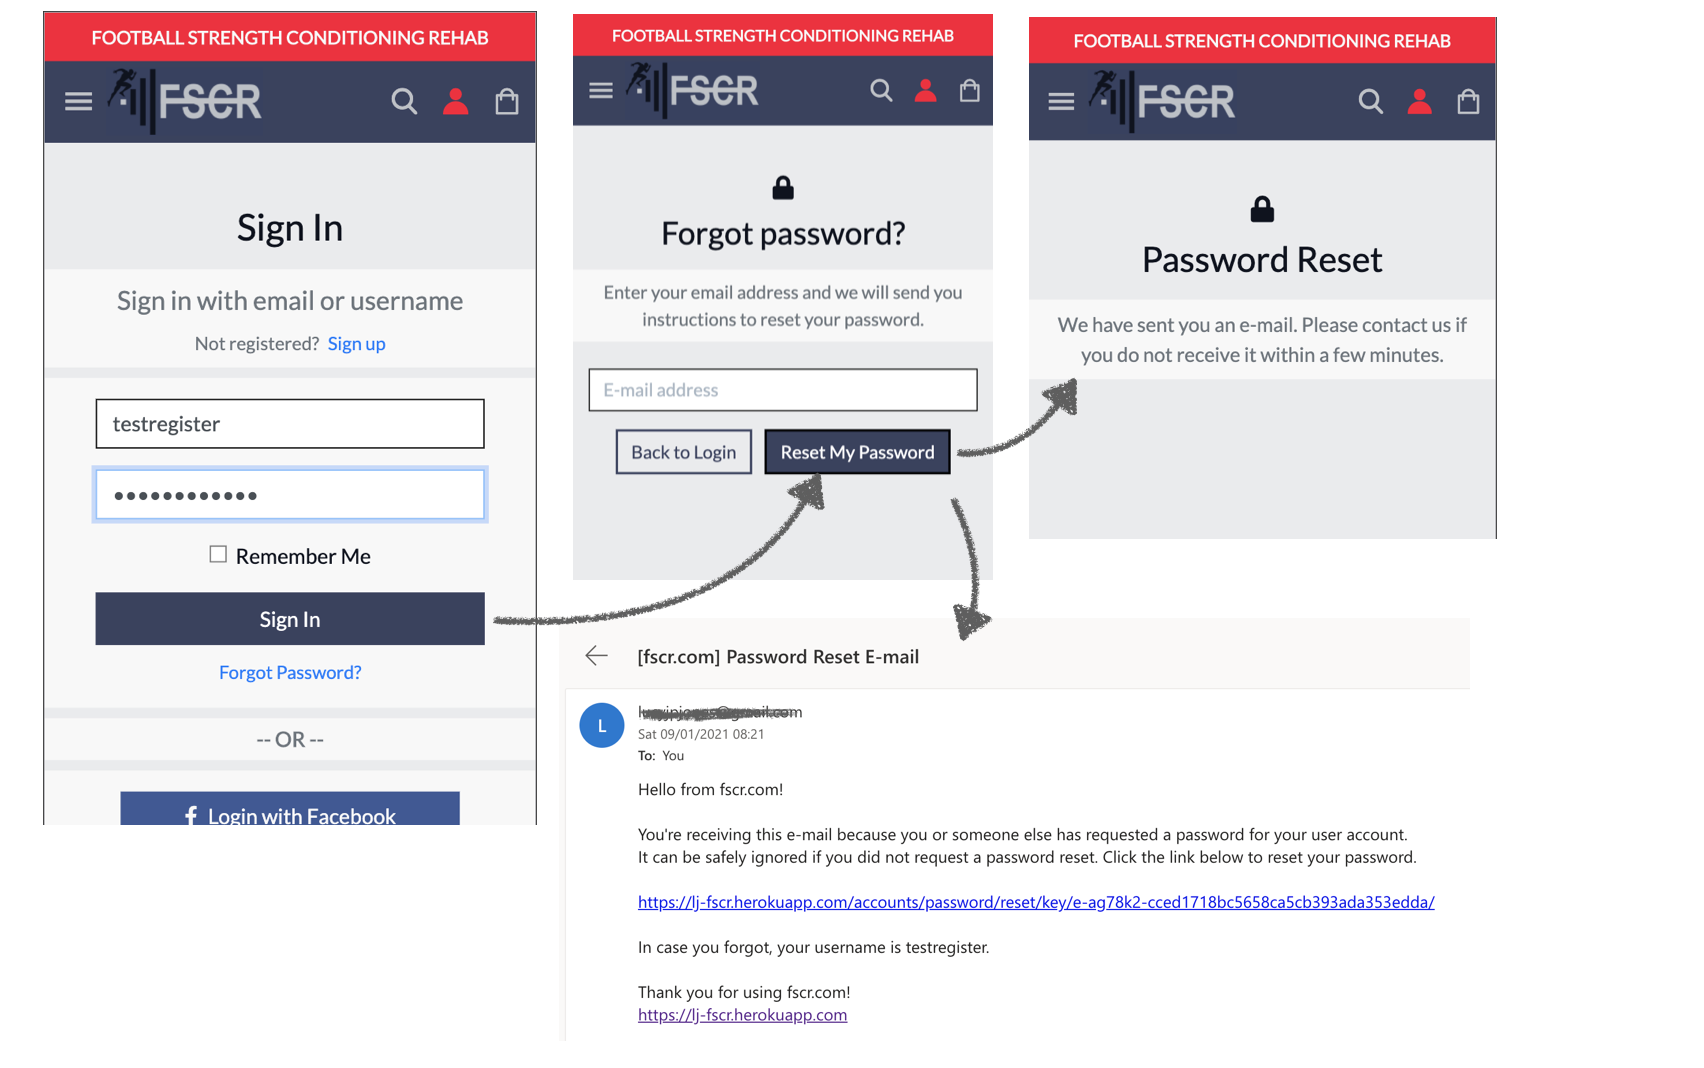 FOOTBALL STRENGTH CONDITIONING REHAB
FSCR
Sign In
Sign in with email or username
Not registered? Sign up
testregister
Remember Me
Sign In
Forgot Password?
-- OR --
Login with Facebook
FOOTBALL STRENGTH CONDITIONING REHAB
FSCR
Forgot password?
Enter your email address and we will send you
instructions to reset your password.
E-mail address
Back to Login
Reset My Password
FOOTBALL STRENGTH CONDITIONING REHAB
FSCR
Password Reset
We have sent you an e-mail. Please contact us if
you do not receive it within a few minutes.
[fscr.com] Password Reset E-mail
L
Sat 09/01/2021 08:21
To: You
Hello from fscr.com!
You're receiving this e-mail because you or someone else has requested a password for your user account.
It can be safely ignored if you did not request a password reset. Click the link below to reset your password.
https://lj-fscr.herokuapp.com/accounts/password/reset/key/e-ag78k2-cced1718bc5658ca5cb393ada353edda/
In case you forgot, your username is testregister.
Thank you for using fscr.com!
https://lj-fscr.herokuapp.com